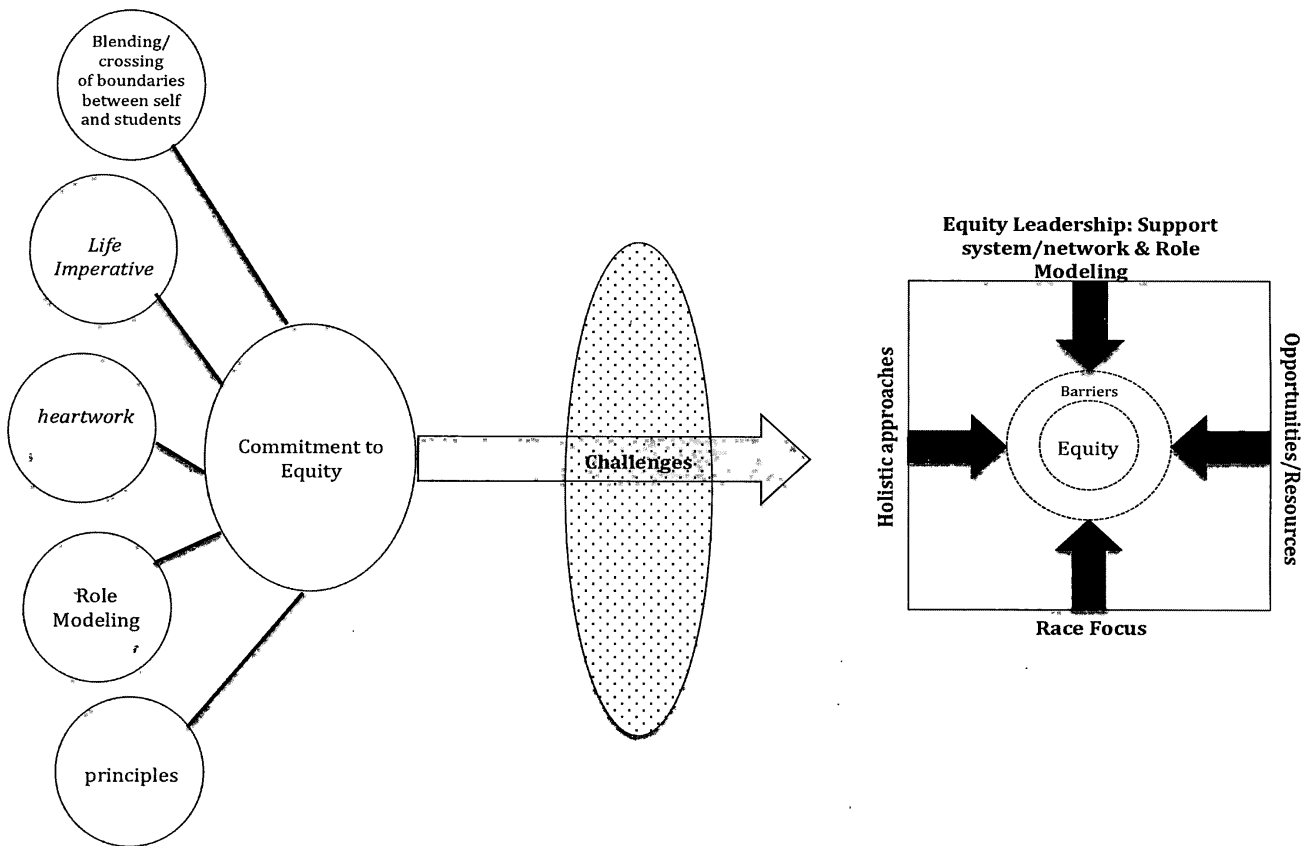 Blending/
crossing
of boundaries
between self
and students
Life
Imperative
heartwork
Role
Modeling
principles
Commitment to
Equity
Challenges
Equity Leadership: Support
system/network & Role
Modeling
Holistic approaches
Barriers
Equity
Opportunities/Resources
Race Focus